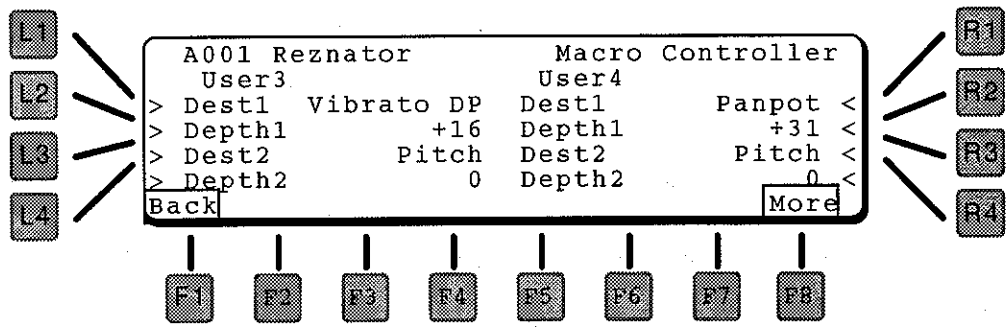 L1
L2
L3
L4
A001 Reznator Macro Controller
User3 User4
> Dest1 Vibrato DP Dest1 Panpot <
> Depth1 +16 Depth1 +31 <
> Dest2 Pitch Dest2 Pitch <
> Depth2 0 Depth2 0 <
Back More
R1
R2
R3
R4
F1 F2 F3 F4 F5 F6 F7 F8